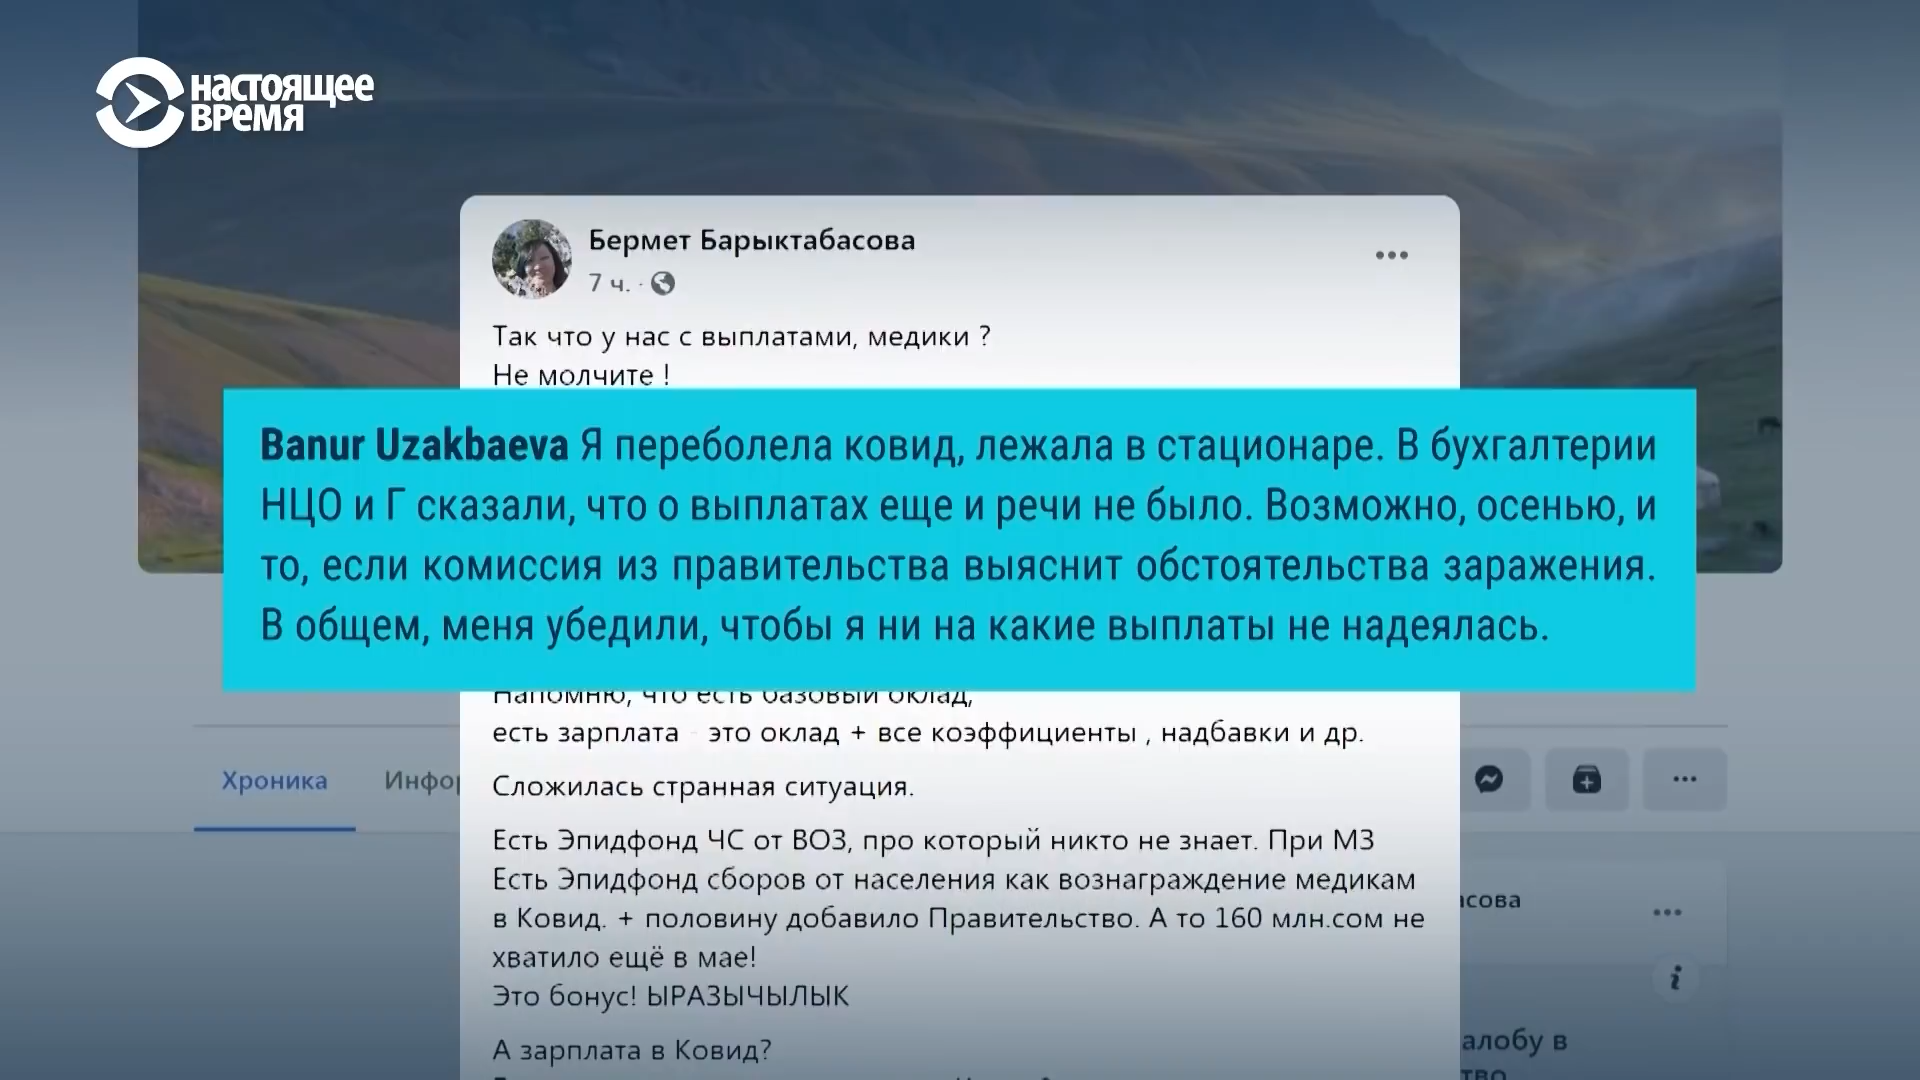 НАСТОЯЩЕЕ
ВРЕМЯ
Бермет Барыктабасова
7 ч. ·
Так что у нас с выплатами, медики ?
Не молчите !
Banur Uzakbaeva Я переболела ковид, лежала в стационаре. В бухгалтерии
НЦО и Г сказали, что о выплатах еще и речи не было. Возможно, осенью, и
то, если комиссия из правительства выяснит обстоятельства заражения.
В общем, меня убедили, чтобы я ни на какие выплаты не надеялась.
Напомню, что есть базовый оклад,
есть зарплата - это оклад + все коэффициенты , надбавки и др.
Хроника
Сложилась странная ситуация.
Есть Эпидфонд ЧС от ВОЗ, про который никто не знает. При МЗ
Есть Эпидфонд сборов от населения как вознаграждение медикам
в Ковид. + половину добавило Правительство. А то 160 млн.сом не
хватило ещё в мае!
Это бонус! ЫРАЗЫЧЫЛЫК
А зарплата в Ковид?